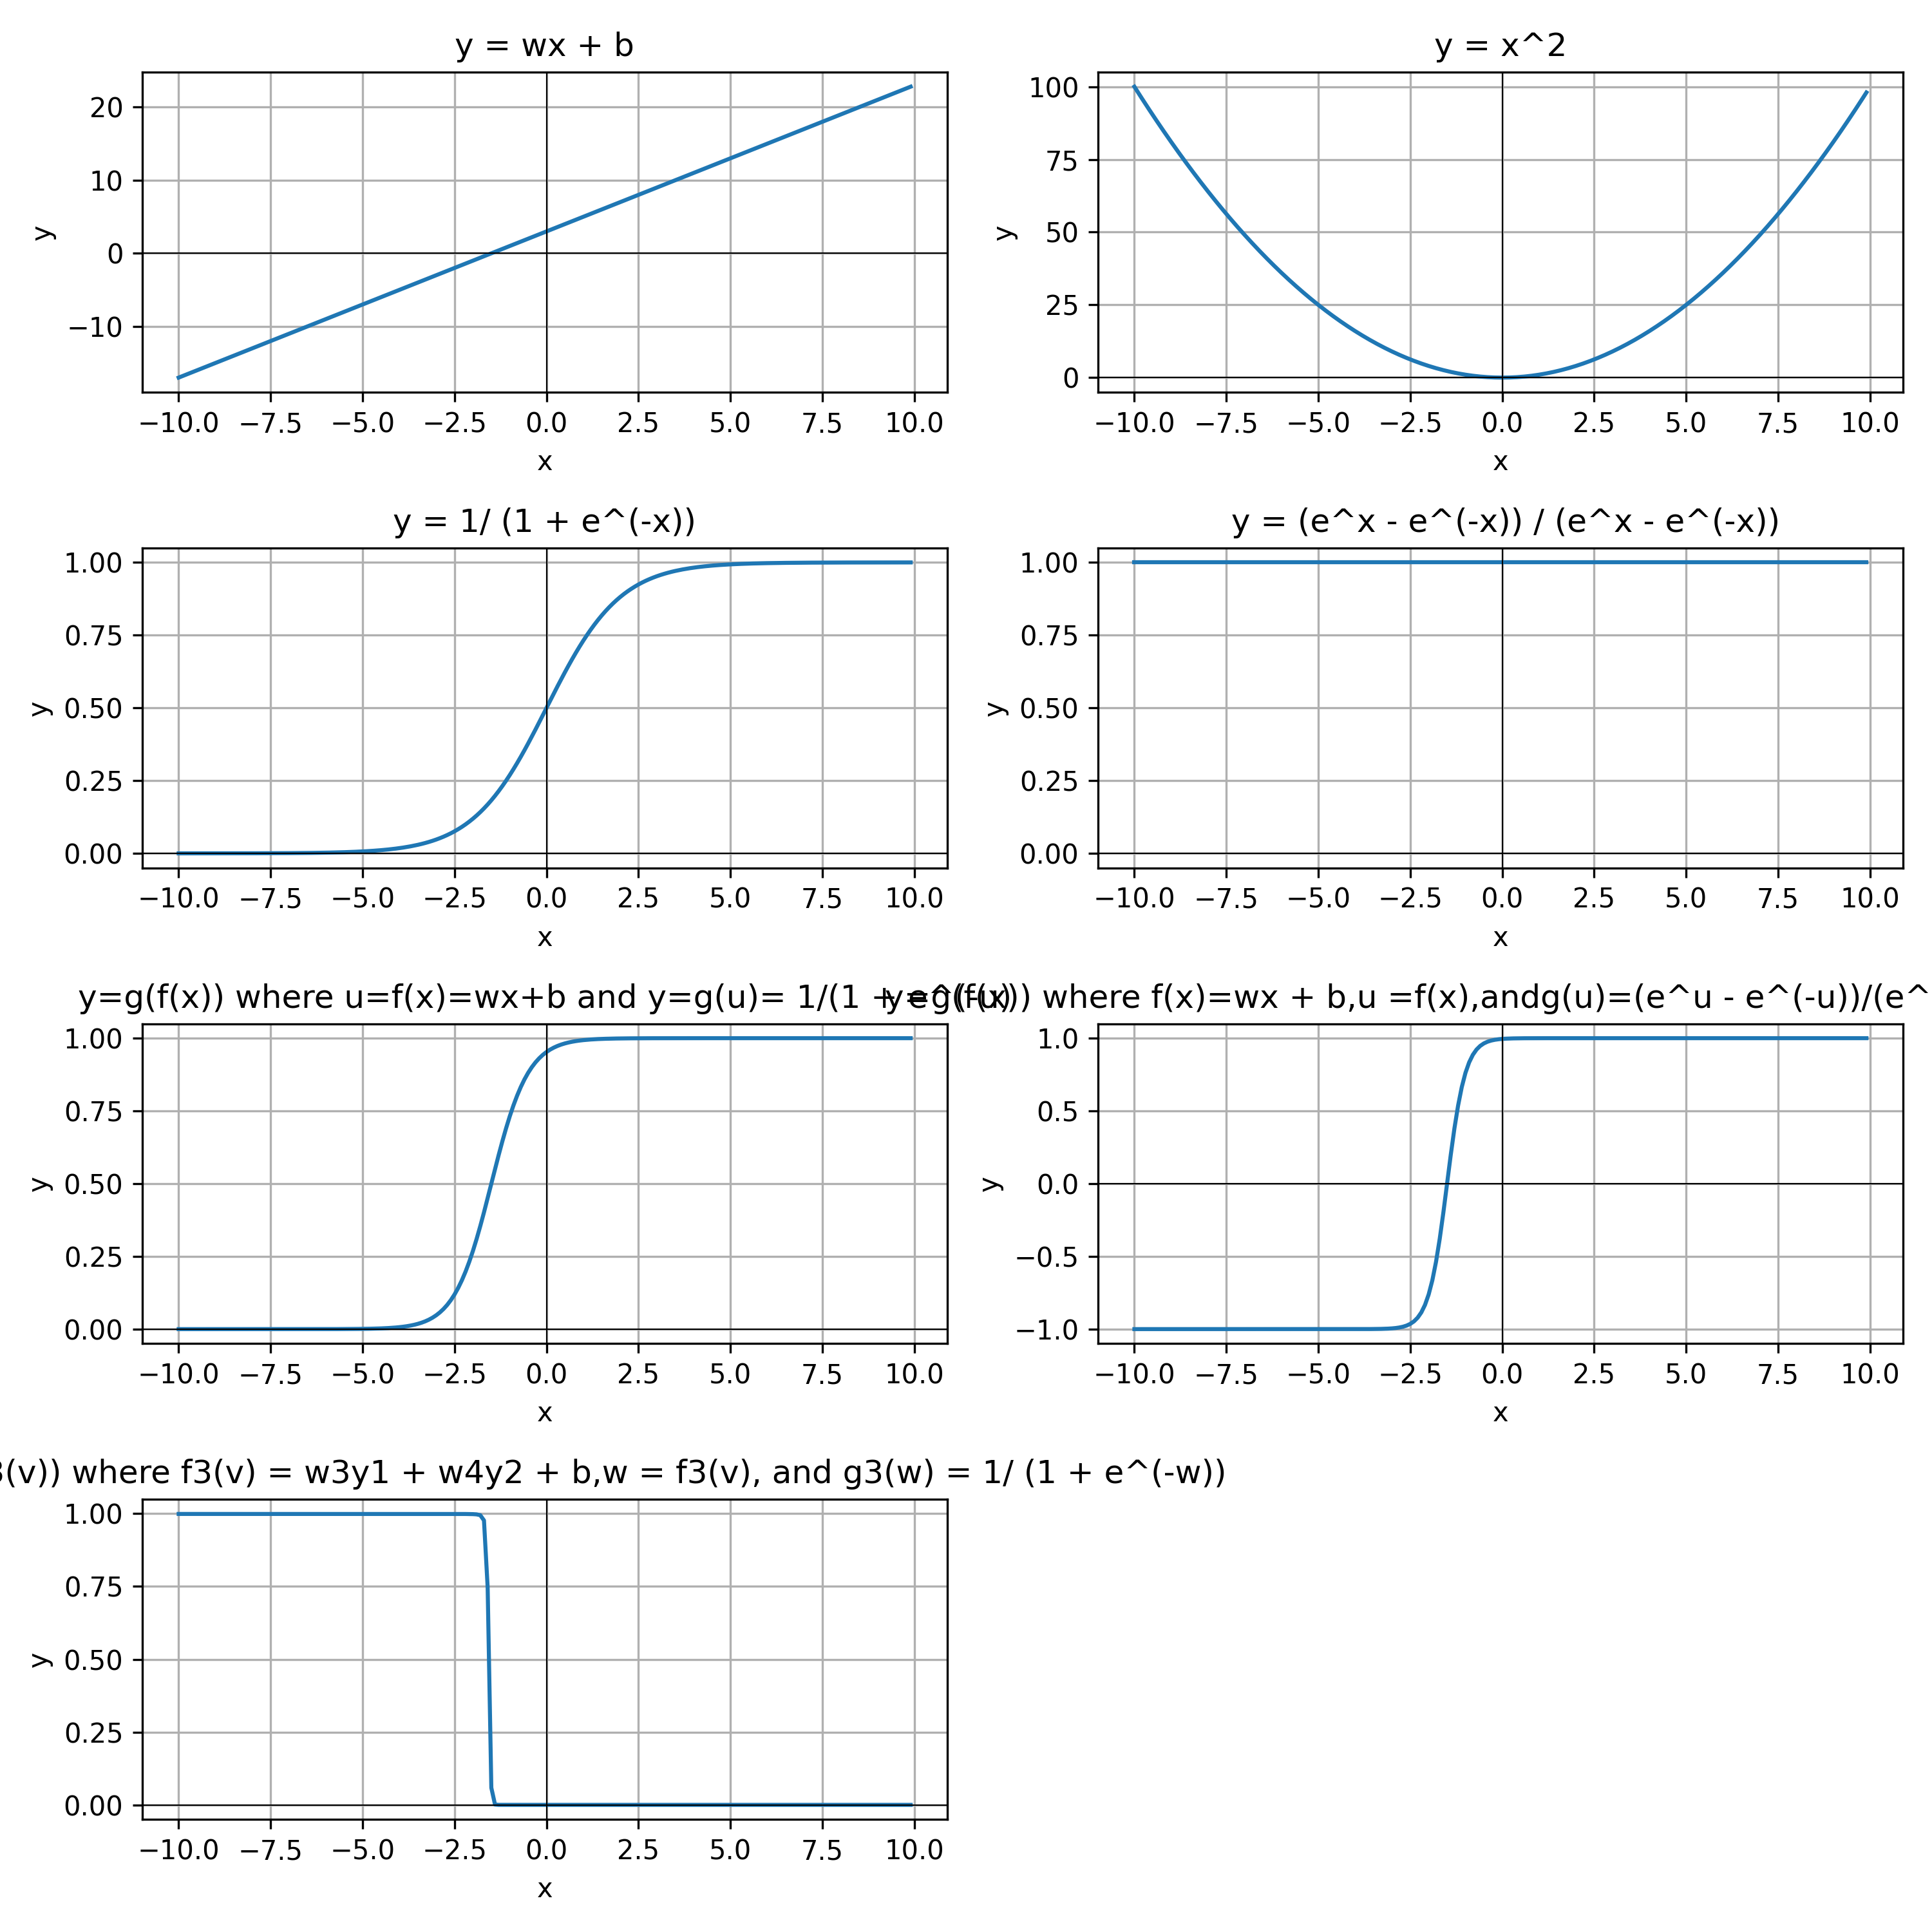 y = wx + b
y
20
10
0
−10
−10.0 −7.5 −5.0 −2.5 0.0 2.5 5.0 7.5 10.0
x
y = x^2
y
100
75
50
25
0
−10.0 −7.5 −5.0 −2.5 0.0 2.5 5.0 7.5 10.0
x
y = 1/ (1 + e^(-x))
y
1.00
0.75
0.50
0.25
0.00
−10.0 −7.5 −5.0 −2.5 0.0 2.5 5.0 7.5 10.0
x
y = (e^x - e^(-x)) / (e^x - e^(-x))
y
1.00
0.75
0.50
0.25
0.00
−10.0 −7.5 −5.0 −2.5 0.0 2.5 5.0 7.5 10.0
x
y=g(f(x)) where u=f(x)=wx+b and y=g(u)= 1/(1 + e^(-u))
y
1.00
0.75
0.50
0.25
0.00
−10.0 −7.5 −5.0 −2.5 0.0 2.5 5.0 7.5 10.0
x
y=g(f(x)) where f(x)=wx + b,u =f(x),andg(u)=(e^u - e^(-u))/(e^
y
1.0
0.5
0.0
−0.5
−1.0
−10.0 −7.5 −5.0 −2.5 0.0 2.5 5.0 7.5 10.0
x
(v)) where f3(v) = w3y1 + w4y2 + b,w = f3(v), and g3(w) = 1/ (1 + e^(-w))
y
1.00
0.75
0.50
0.25
0.00
−10.0 −7.5 −5.0 −2.5 0.0 2.5 5.0 7.5 10.0
x